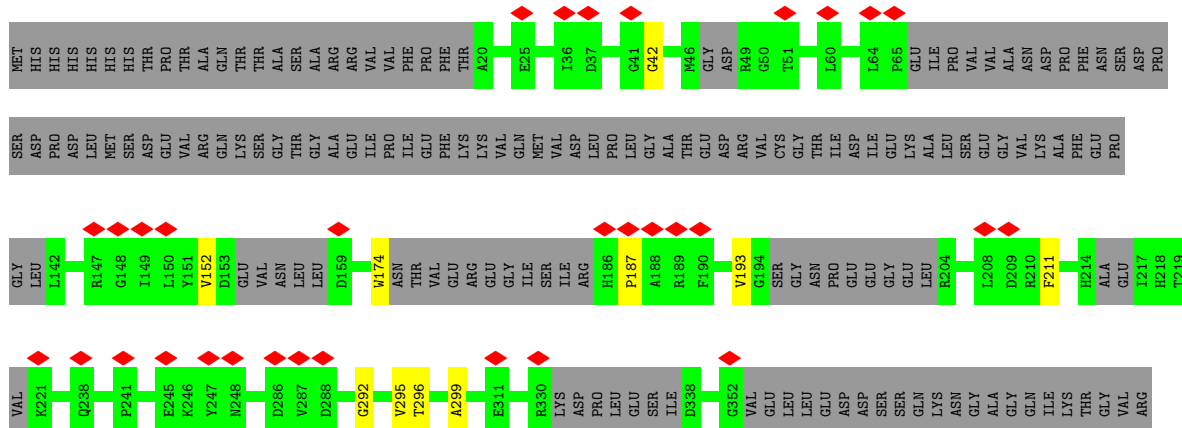 MET HIS HIS HIS HIS HIS HIS THR PRO THR ALA GLN THR THR ALA SER ALA ARG ARG VAL VAL PHE PRO PHE THR A20 E25 I36 D37 G41 G42 M46 GLY ASP R49 G50 T51 L60 L64 P65 GLU ILE PRO VAL VAL ALA ASN ASP PRO PHE ASN SER ASP PRO
SER ASP PRO ASP LEU MET SER ASP GLU VAL ARG GLN LYS SER GLY THR GLY ALA GLU ILE PRO ILE GLU PHE LYS LYS VAL GLN MET VAL ASP LEU PRO LEU GLY ALA THR GLU ASP ARG VAL CYS GLY THR ILE ASP ILE GLU LYS ALA LEU SER GLU GLY VAL LYS ALA PHE GLU PRO
GLY LEU L142 R147 G148 I149 L150 Y151 V152 D153 GLU VAL ASN LEU LEU D159 W174 ASN THR VAL GLU ARG GLU GLY ILE SER ILE ARG H186 P187 A188 R189 F190 V193 G194 SER GLY ASN PRO GLU GLU GLY GLU LEU R204 L208 D209 R210 F211 H214 ALA GLU I217 H218 T219
VAL K221 Q238 P241 E245 K246 Y247 N248 D286 V287 D288 G292 V295 T296 A299 E311 R330 LYS ASP PRO LEU GLU SER ILE D338 G352 VAL GLU LEU LEU GLU ASP ASP SER SER GLN LYS ASN GLY ALA GLY GLN ILE LYS THR GLY VAL ARG